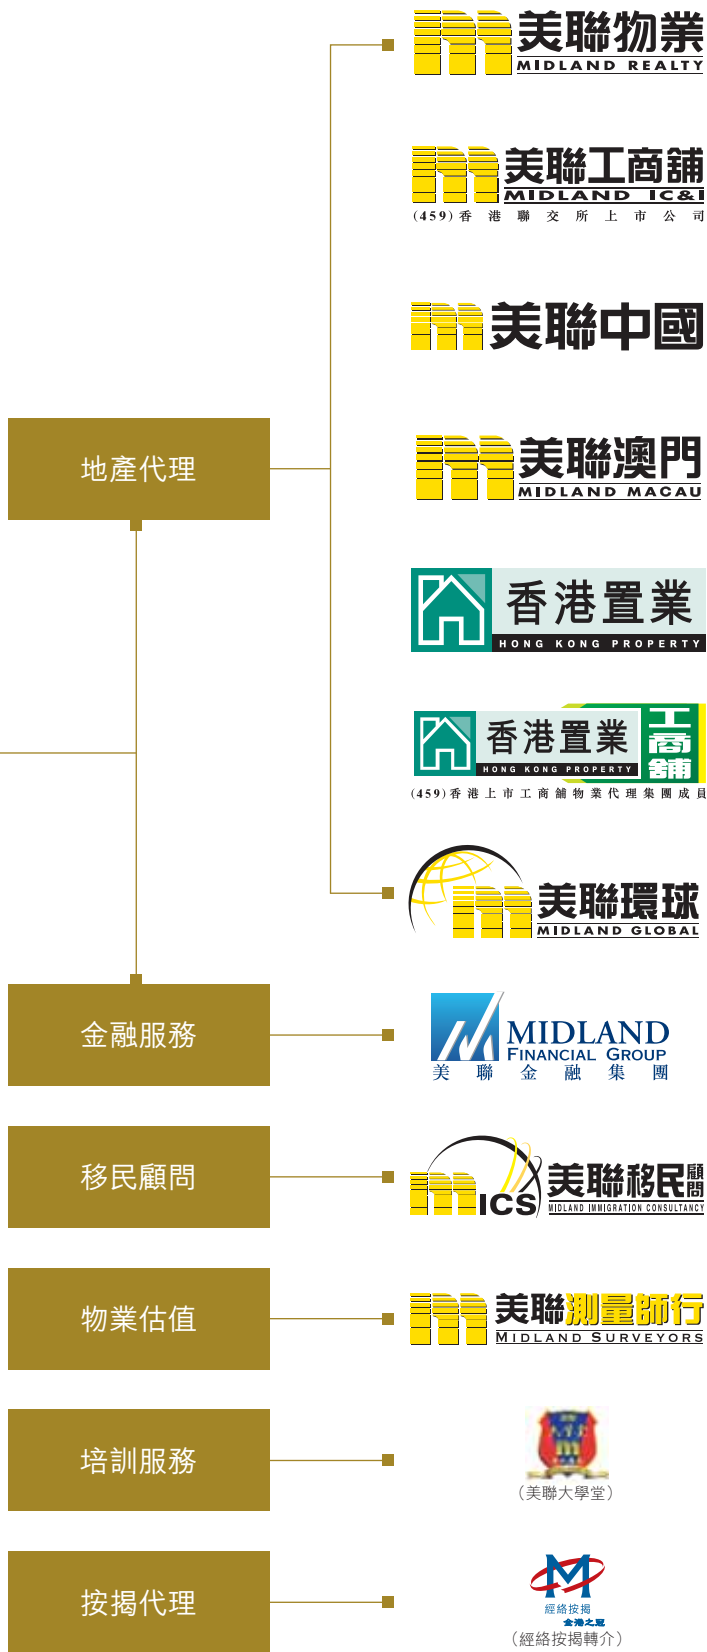 美聯物業
MIDLAND REALTY
美聯工商舖
MIDLAND IC&I
(459)香港聯交所上市公司
美聯中國
地產代理
美聯澳門
MIDLAND MACAU
香港置業
HONG KONG PROPERTY
香港置業
HONG KONG PROPERTY
工商舖
(459)香港上市工商舖物業代理集團成員
美聯環球
MIDLAND GLOBAL
金融服務
MIDLAND
FINANCIAL GROUP
美聯金融集團
移民顧問
ICS
美聯移民顧問
MIDLAND IMMIGRATION CONSULTANCY
物業估值
美聯測量師行
MIDLAND SURVEYORS
培訓服務
(美聯大學堂)
按揭代理
經絡按揭
全港之冠
(經絡按揭轉介)